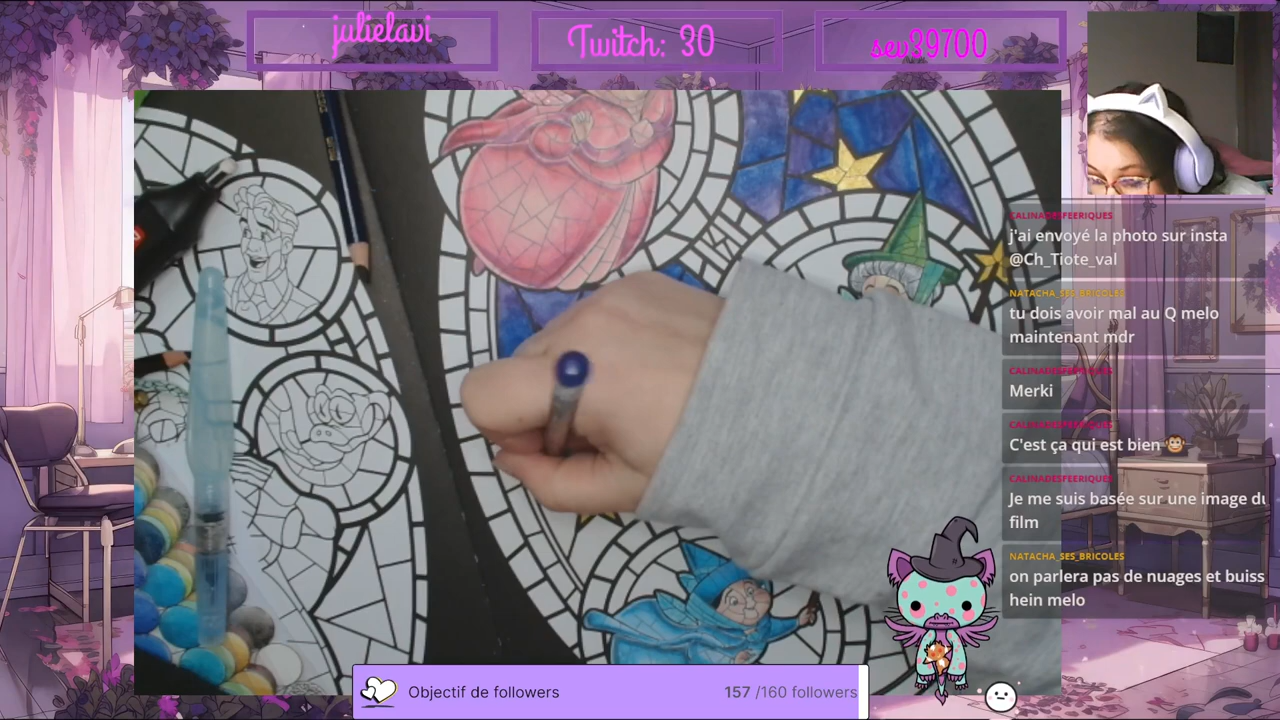 julielavi
Twitch: 30
sev39700
CALINADESFEERIQUES
j'ai envoyé la photo sur insta
@Ch_Tiote_val
NATACHA_SES_BRICOLES
tu dois avoir mal au Q melo
maintenant mdr
CALINADESFEERIQUES
Merki
CALINADESFEERIQUES
C'est ça qui est bien
CALINADESFEERIQUES
Je me suis basée sur une image du
film
NATACHA_SES_BRICOLES
on parlera pas de nuages et buiss
hein melo
Objectif de followers
157 /160 followers